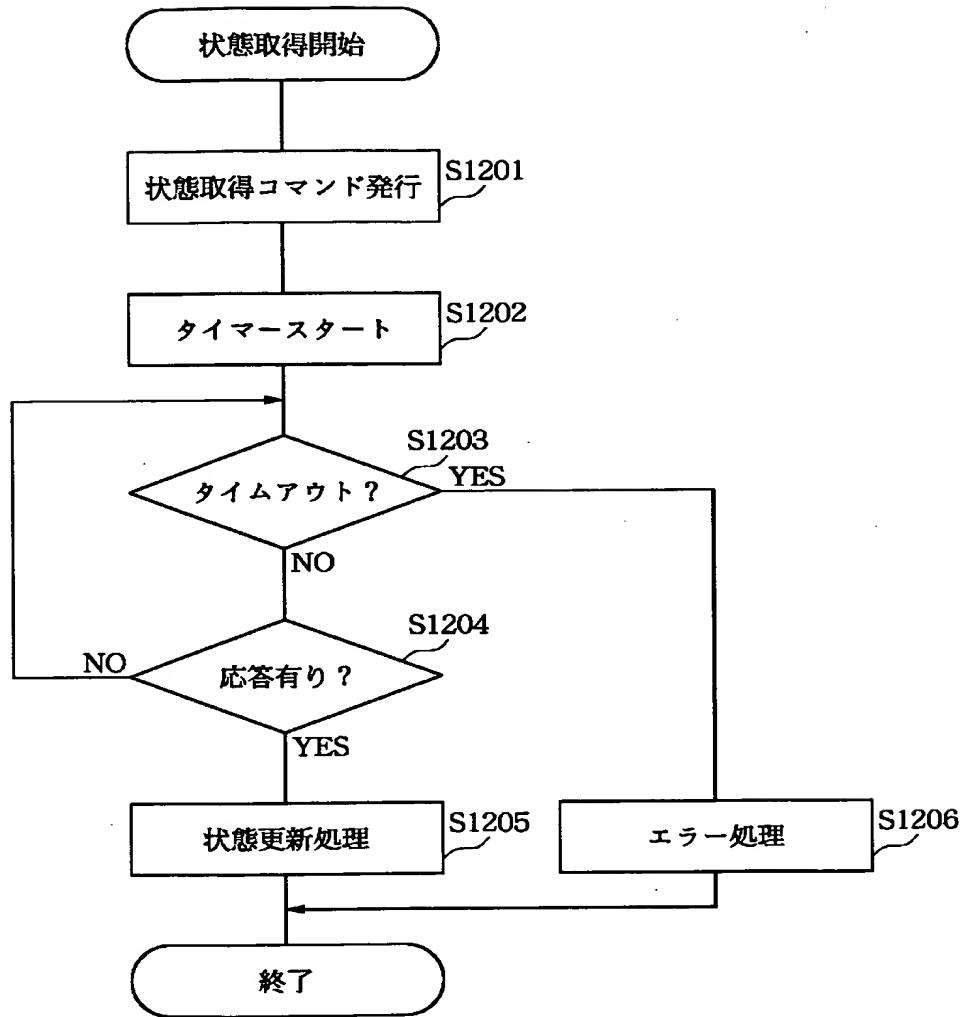 状態取得開始
状態取得コマンド発行
S1201
タイマースタート
S1202
S1203
タイムアウト？
YES
NO
S1204
応答有り？
NO
YES
状態更新処理
S1205
エラー処理
S1206
終了